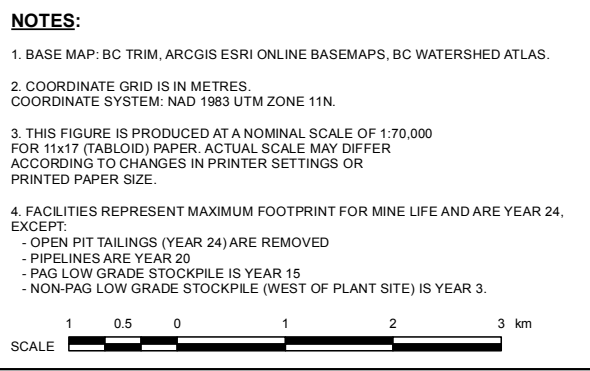 NOTES:
1. BASE MAP: BC TRIM, ARCGIS ESRI ONLINE BASEMAPS, BC WATERSHED ATLAS.
2. COORDINATE GRID IS IN METRES.
COORDINATE SYSTEM: NAD 1983 UTM ZONE 11N.
3. THIS FIGURE IS PRODUCED AT A NOMINAL SCALE OF 1:70,000
FOR 11x17 (TABLOID) PAPER. ACTUAL SCALE MAY DIFFER
ACCORDING TO CHANGES IN PRINTER SETTINGS OR
PRINTED PAPER SIZE.
4. FACILITIES REPRESENT MAXIMUM FOOTPRINT FOR MINE LIFE AND ARE YEAR 24,
EXCEPT:
- OPEN PIT TAILINGS (YEAR 24) ARE REMOVED
- PIPELINES ARE YEAR 20
- PAG LOW GRADE STOCKPILE IS YEAR 15
- NON-PAG LOW GRADE STOCKPILE (WEST OF PLANT SITE) IS YEAR 3.
1 0.5 0 1 2 3 km
SCALE